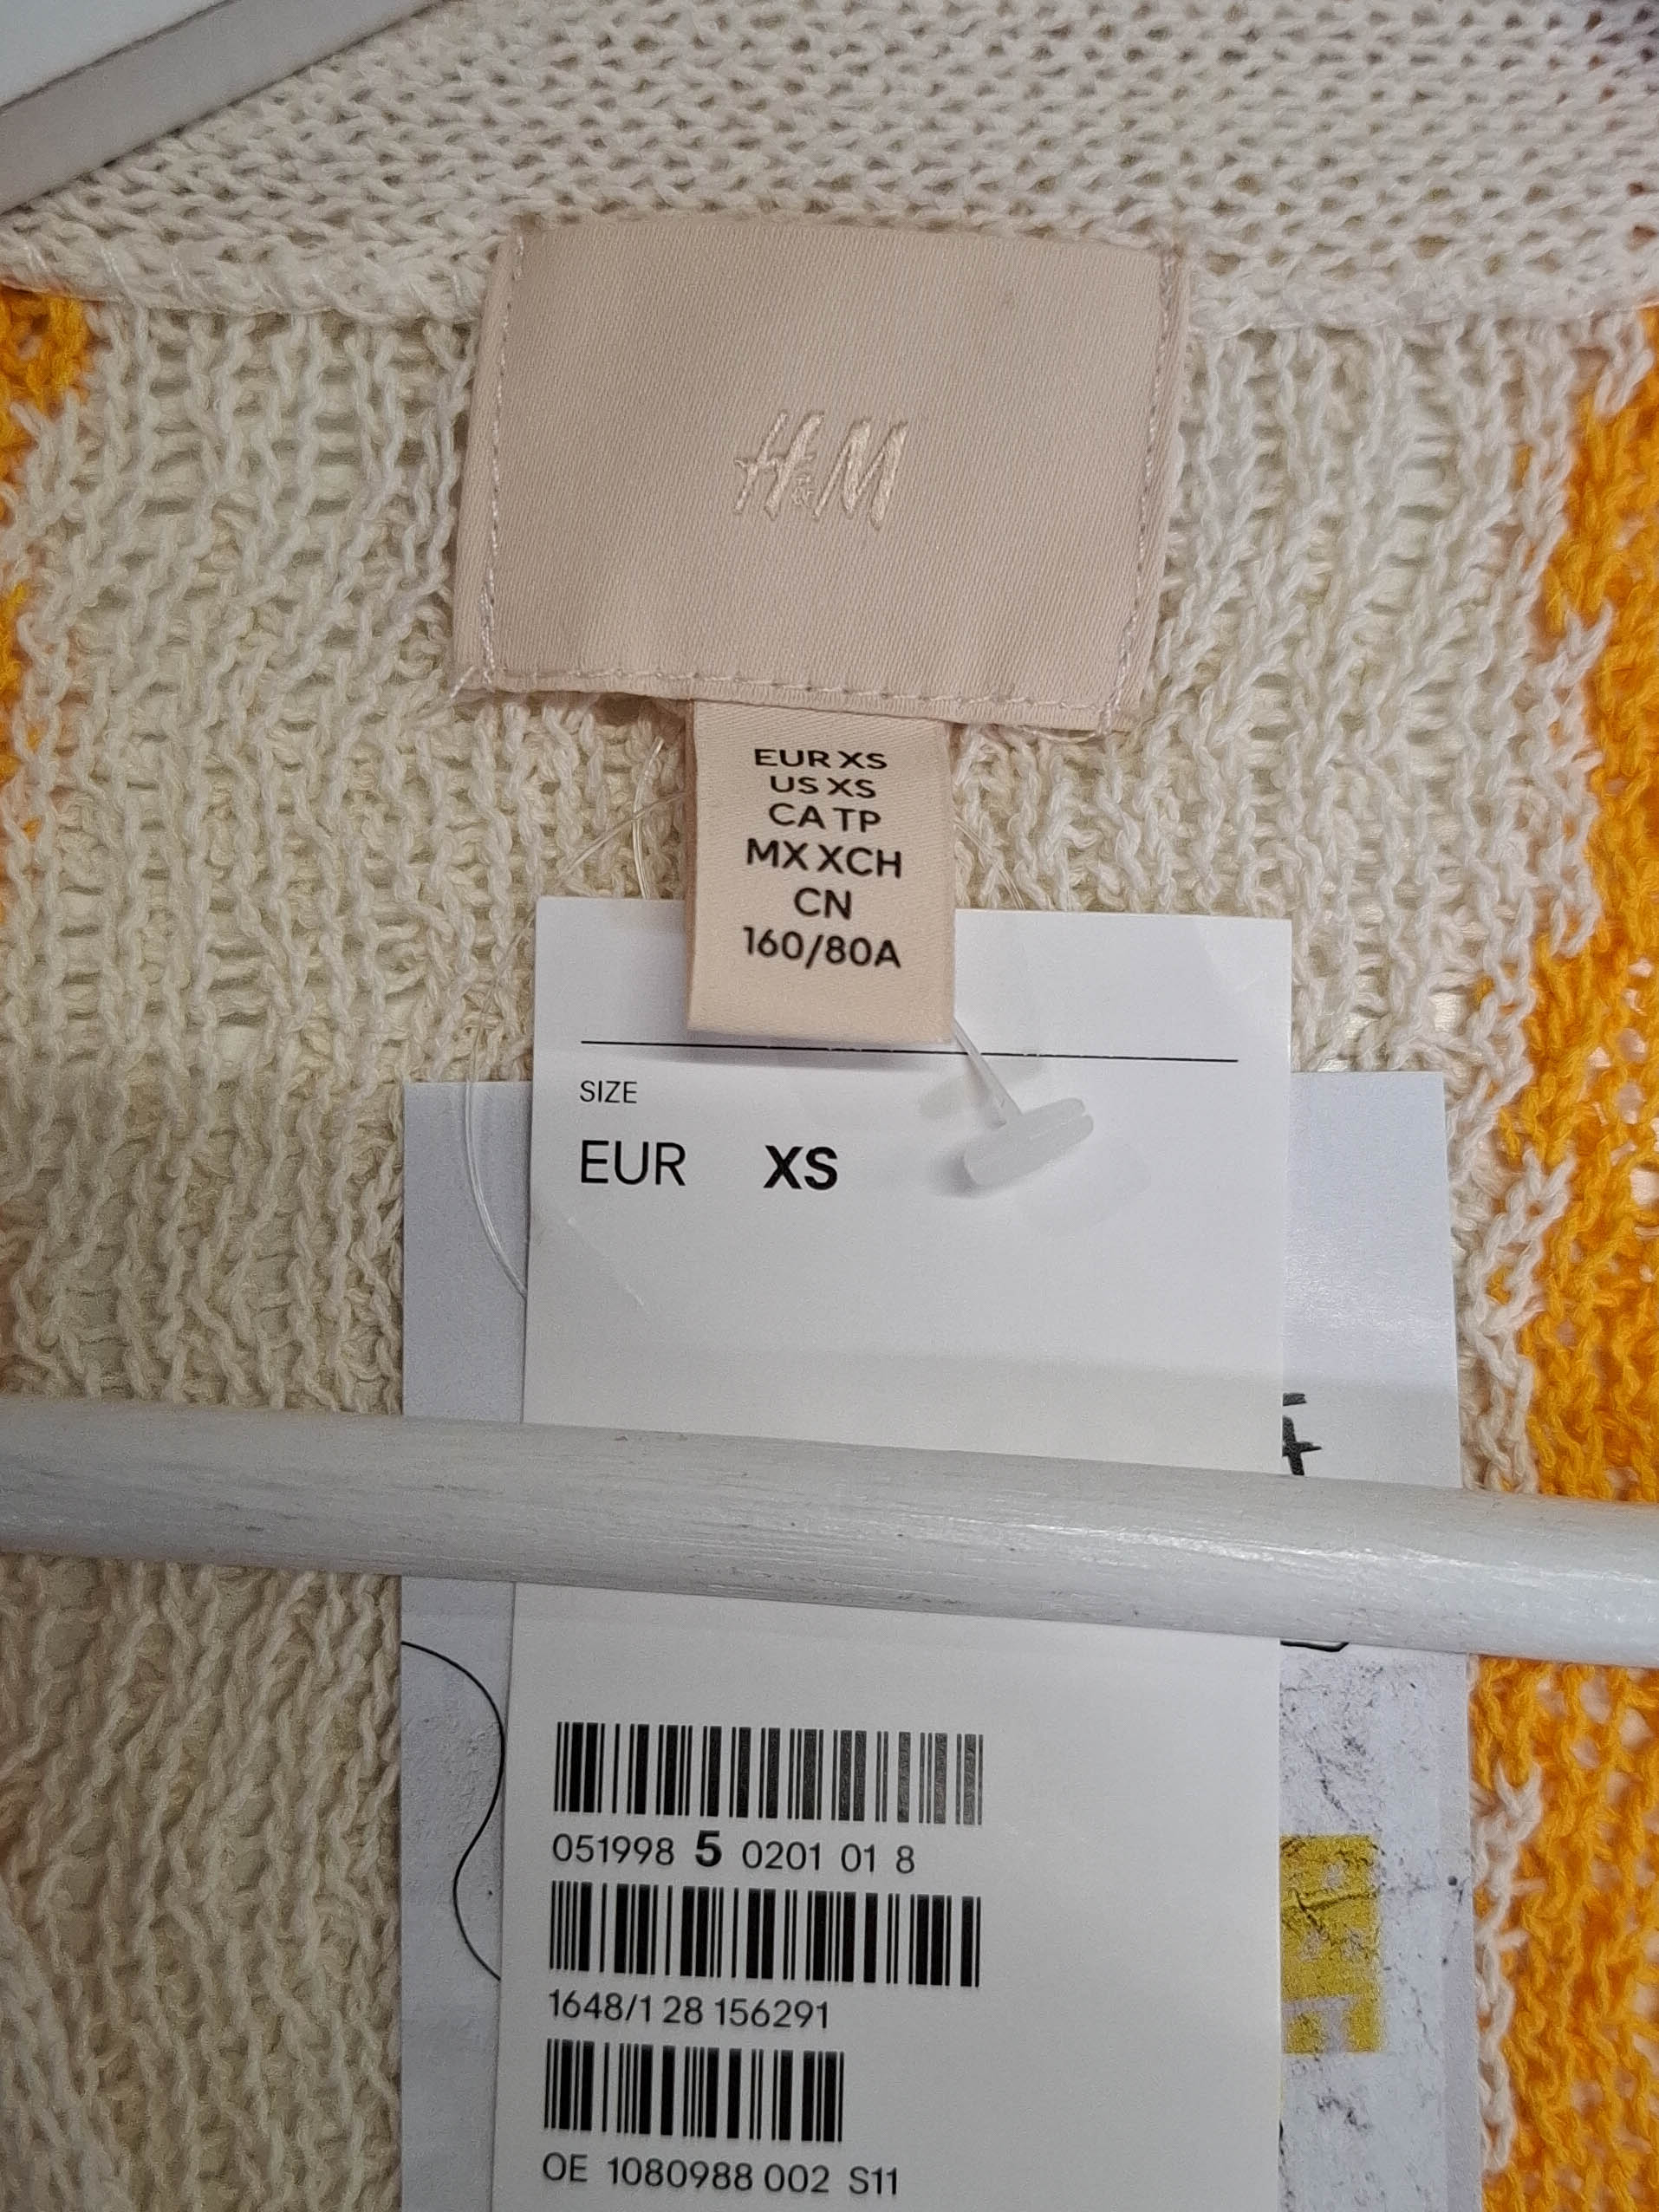 H&M
EUR XS
US XS
CA TP
MX XCH
CN
160/80A
SIZE
EUR XS
051998 5 0201 01 8
1648/1 28 156291
OE 1080988 002 S11